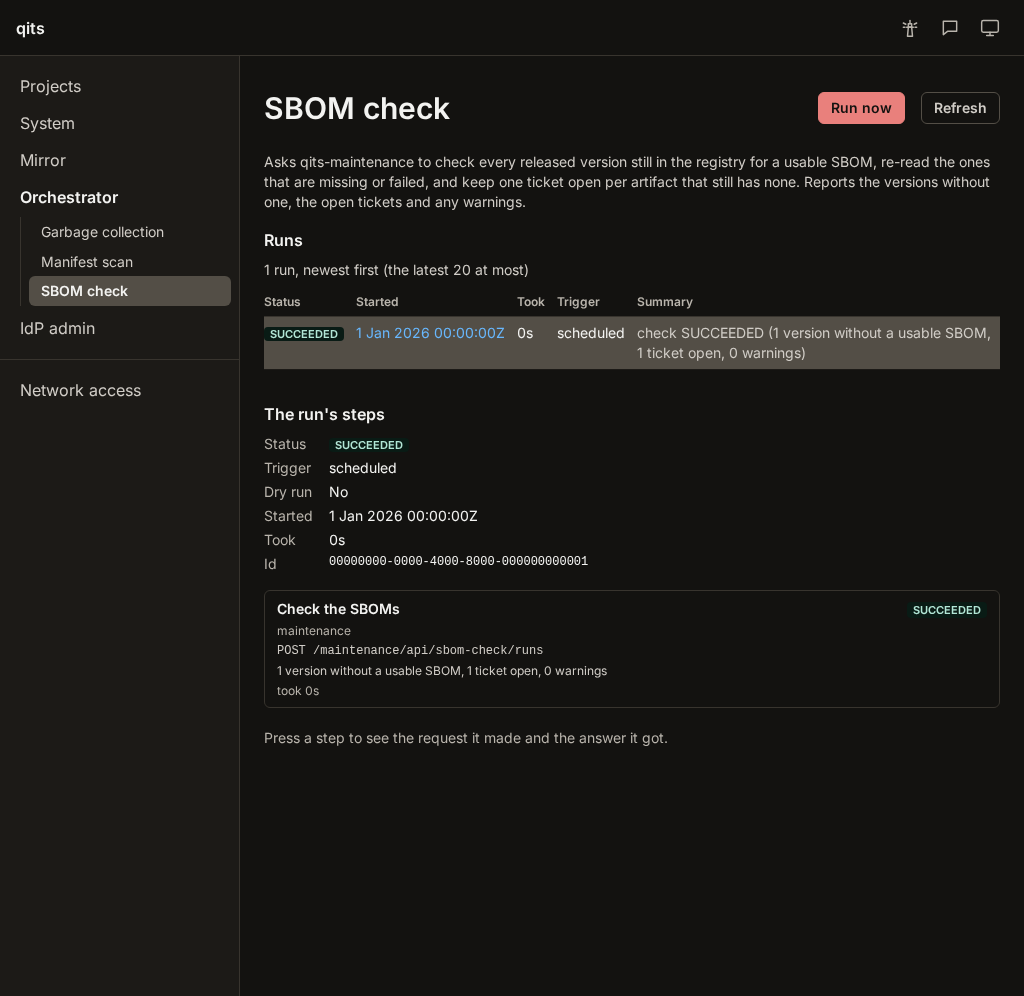 qits
Projects
System
Mirror
Orchestrator
Garbage collection
Manifest scan
SBOM check
IdP admin
Network access
SBOM check
Run now
Refresh
Asks qits-maintenance to check every released version still in the registry for a usable SBOM, re-read the ones
that are missing or failed, and keep one ticket open per artifact that still has none. Reports the versions without
one, the open tickets and any warnings.
Runs
1 run, newest first (the latest 20 at most)
Status Started Took Trigger Summary
SUCCEEDED 1 Jan 2026 00:00:00Z 0s scheduled check SUCCEEDED (1 version without a usable SBOM,
1 ticket open, 0 warnings)
The run's steps
Status SUCCEEDED
Trigger scheduled
Dry run No
Started 1 Jan 2026 00:00:00Z
Took 0s
Id 00000000-0000-4000-8000-000000000001
Check the SBOMs SUCCEEDED
maintenance
POST /maintenance/api/sbom-check/runs
1 version without a usable SBOM, 1 ticket open, 0 warnings
took 0s
Press a step to see the request it made and the answer it got.